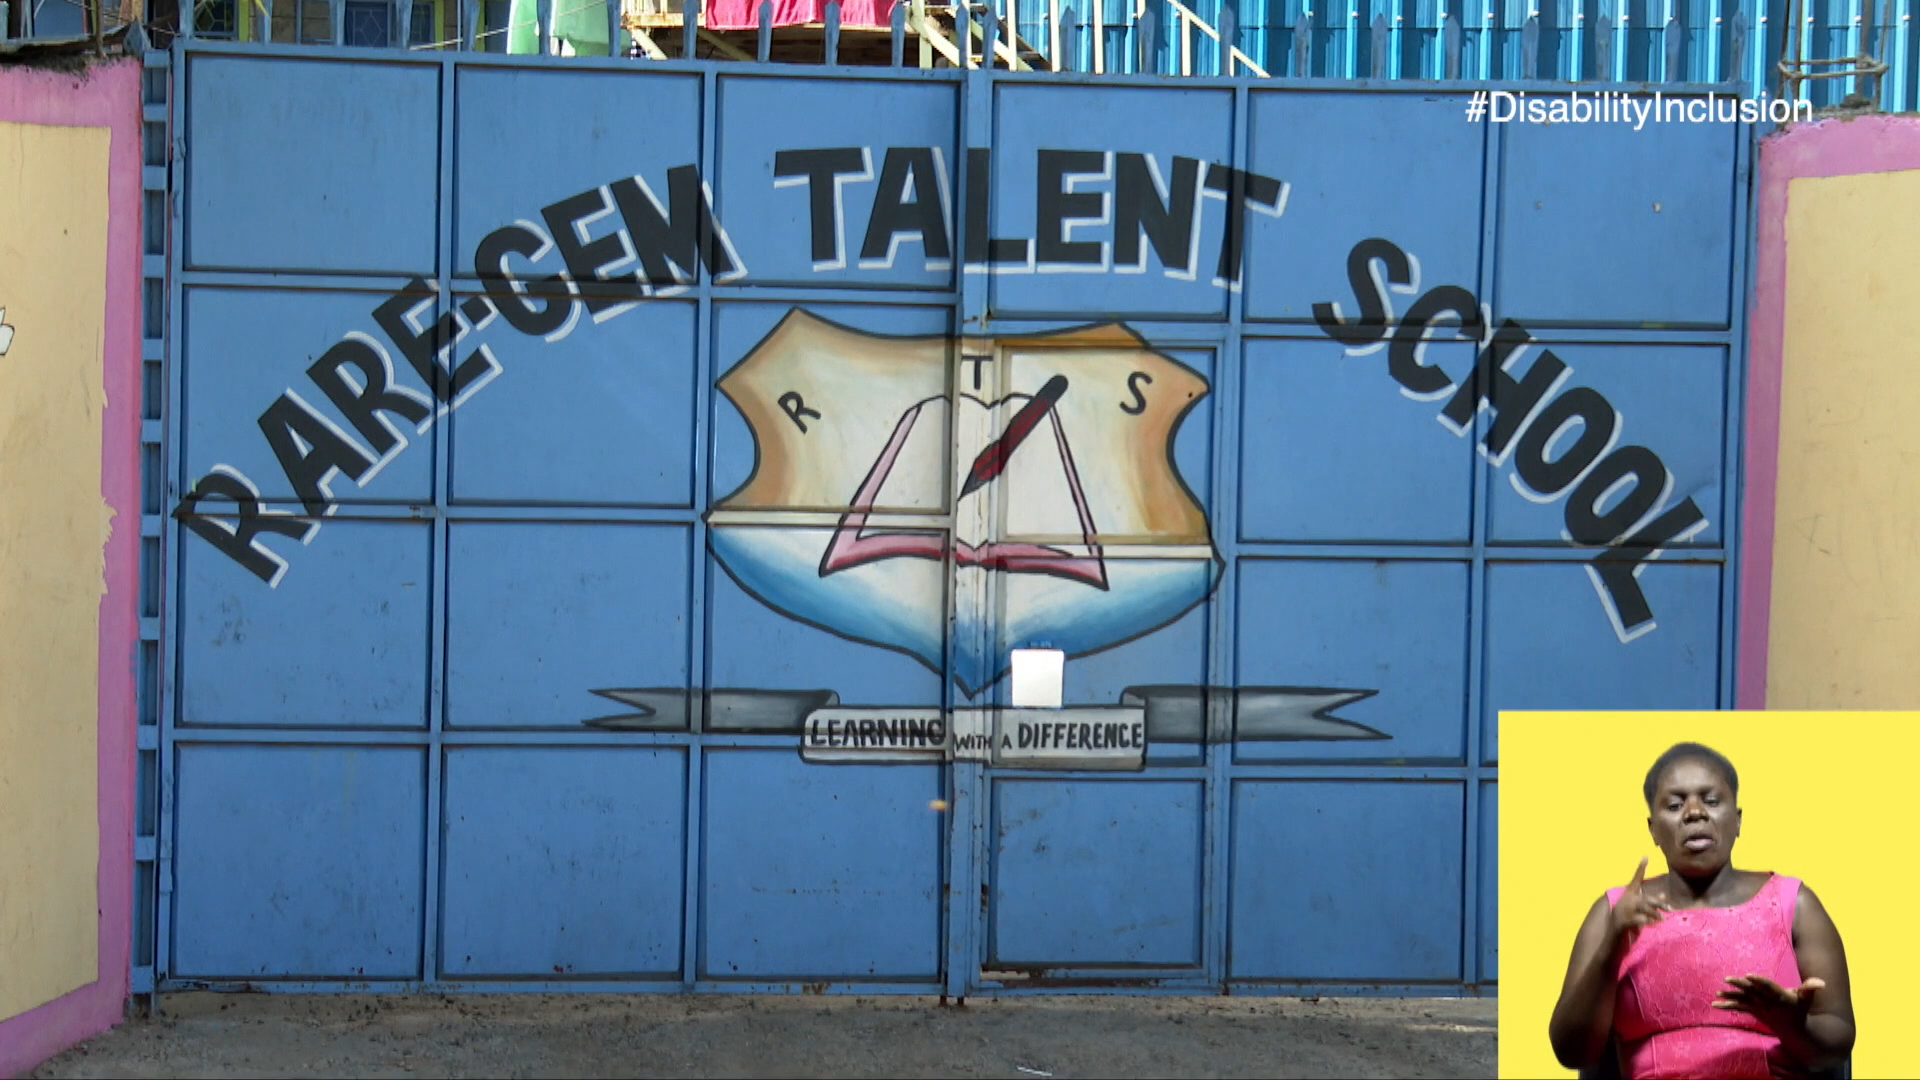 #DisabilityInclusion
RARE-GEM TALENT SCHOOL
R T S
LEARNING WITH A DIFFERENCE